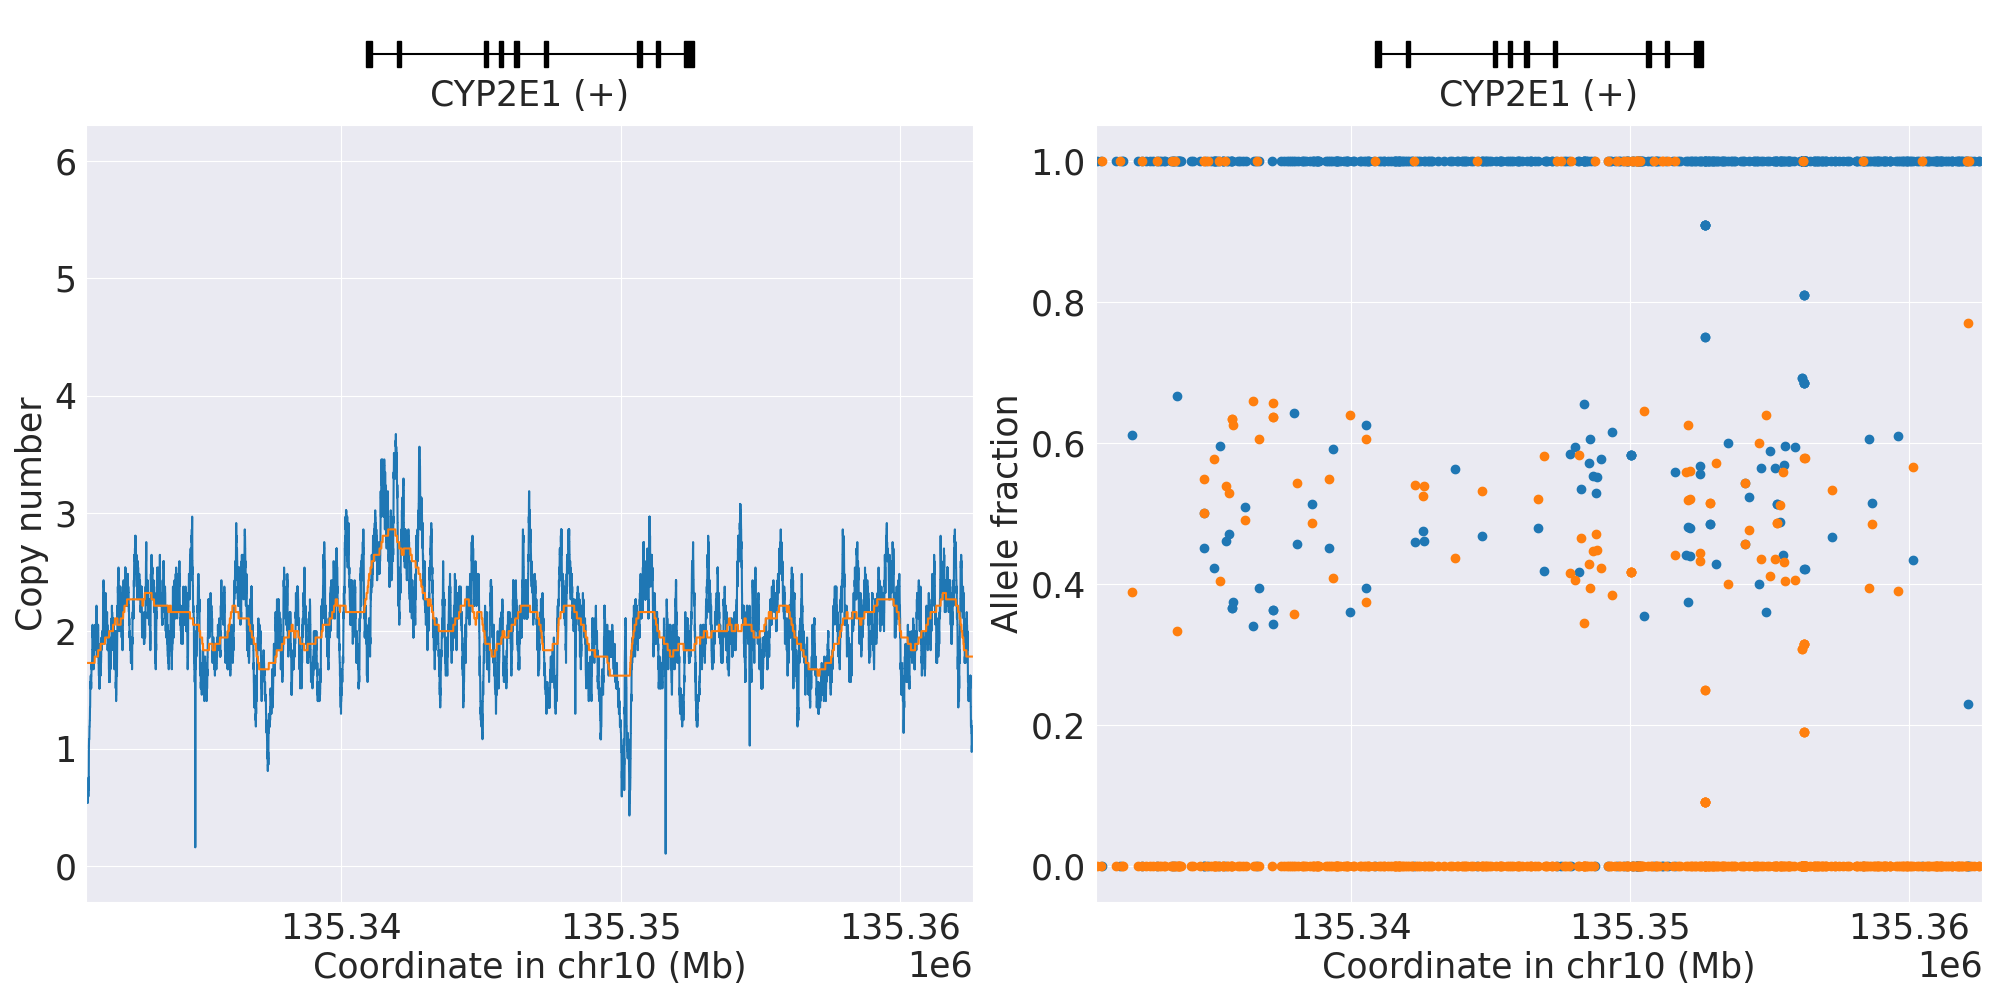 CYP2E1 (+)
6
5
4
3
2
1
0
Copy number
135.34 135.35 135.36
Coordinate in chr10 (Mb)
1e6
CYP2E1 (+)
1.0
0.8
0.6
0.4
0.2
0.0
Allele fraction
135.34 135.35 135.36
Coordinate in chr10 (Mb)
1e6